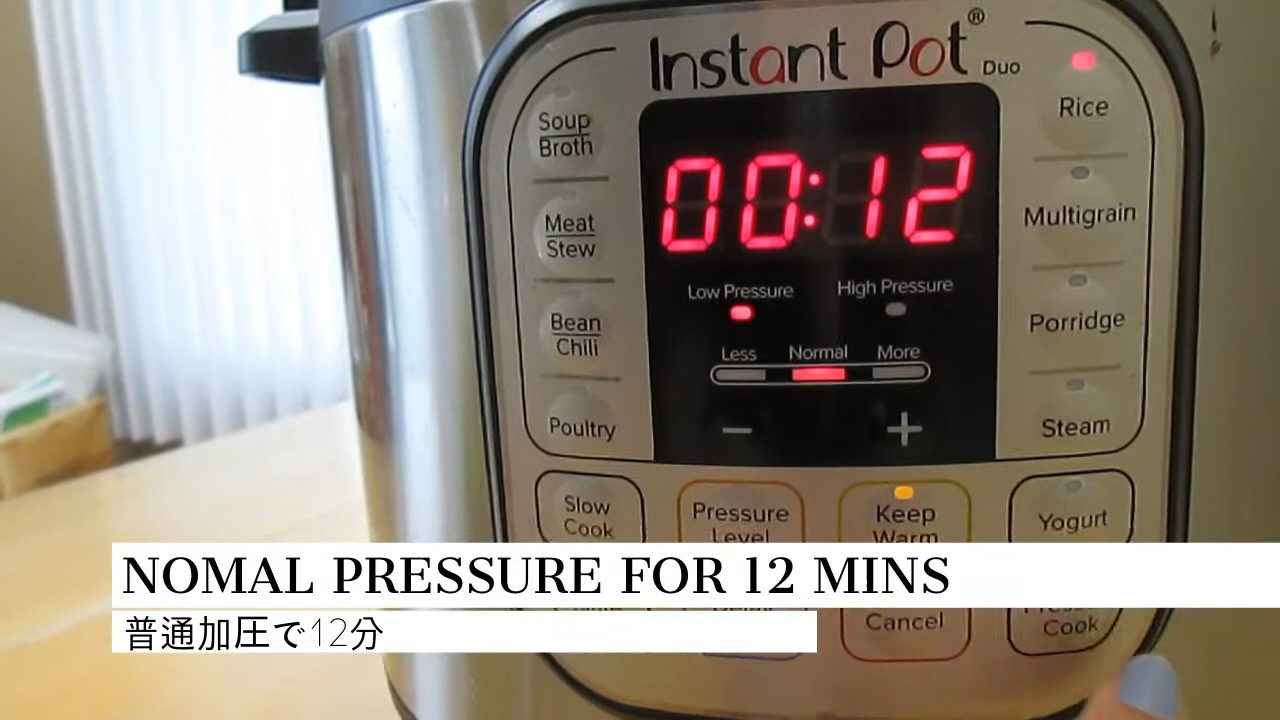 Instant Pot® Duo
00:12
Low Pressure
High Pressure
Less
Normal
More
−
+
Soup
Broth
Meat
Stew
Bean
Chili
Poultry
Rice
Multigrain
Porridge
Steam
Slow
Cook
Pressure
Level
Keep
Warm
Yogurt
Cancel
Cook
NOMAL PRESSURE FOR 12 MINS
普通加圧で12分